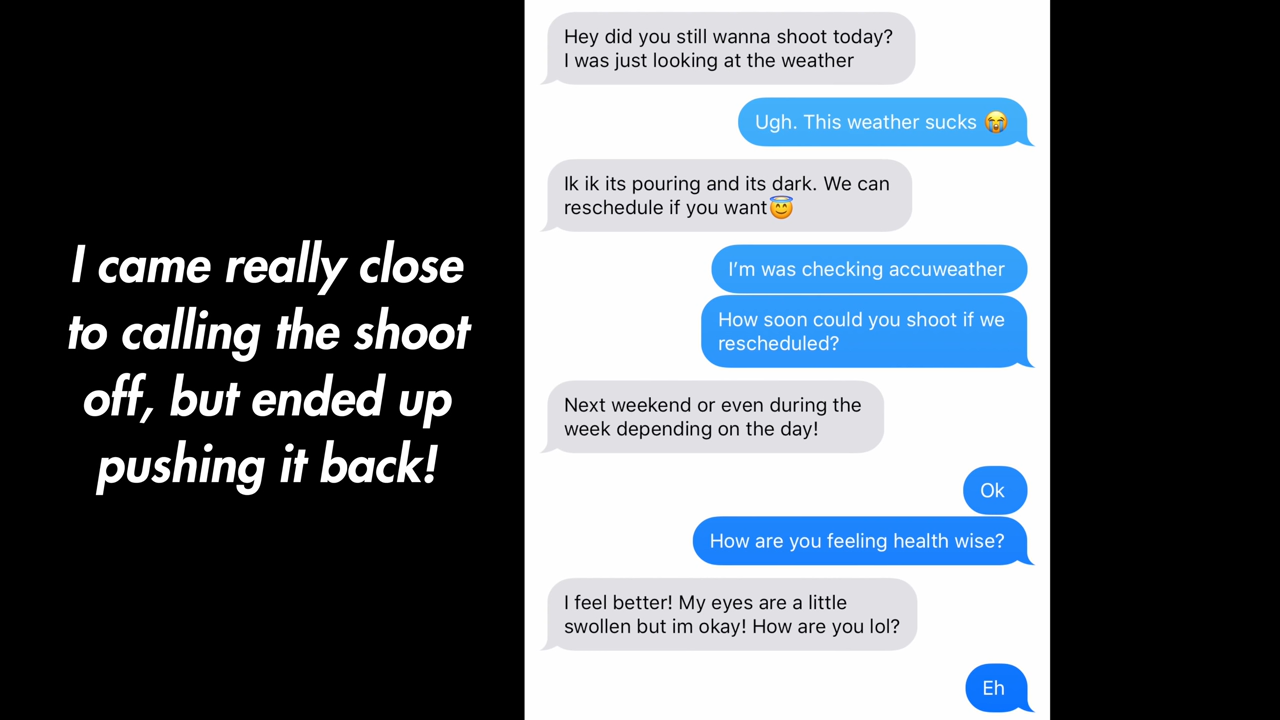 I came really close
to calling the shoot
off, but ended up
pushing it back!
Hey did you still wanna shoot today?
I was just looking at the weather
Ugh. This weather sucks 😭
Ik ik its pouring and its dark. We can
reschedule if you want😇
I’m was checking accuweather
How soon could you shoot if we
rescheduled?
Next weekend or even during the
week depending on the day!
Ok
How are you feeling health wise?
I feel better! My eyes are a little
swollen but im okay! How are you lol?
Eh